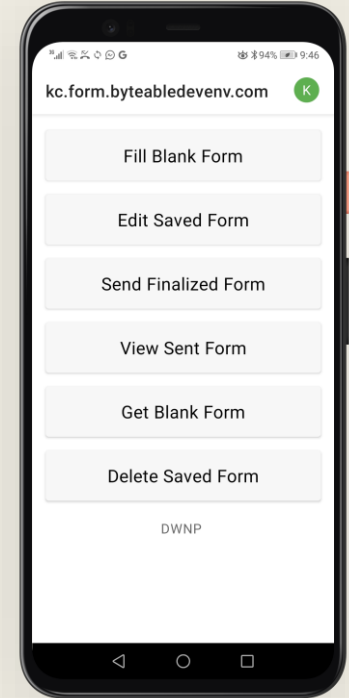 94% 9:46
kc.form.byteabledevenv.com K
Fill Blank Form
Edit Saved Form
Send Finalized Form
View Sent Form
Get Blank Form
Delete Saved Form
DWNP